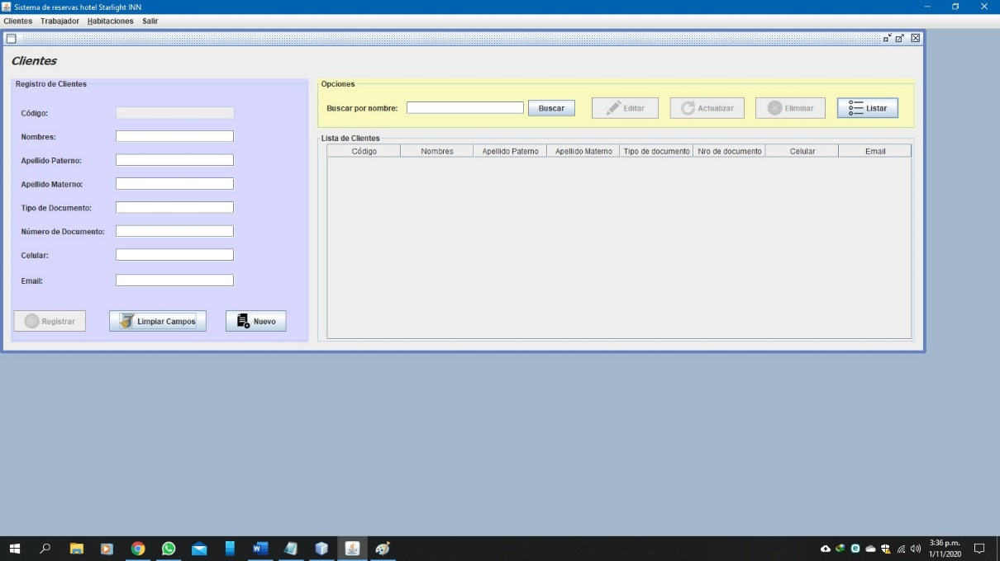 Sistema de reservas hotel Starlight INN
Clientes Trabajador Habitaciones Salir
Clientes
Registro de Clientes
Código:
Nombres:
Apellido Paterno:
Apellido Materno:
Tipo de Documento:
Número de Documento:
Celular:
Email:
Registrar Limpiar Campos Nuevo
Opciones
Buscar por nombre: Buscar Editar Actualizar Eliminar Listar
Lista de Clientes
Código Nombres Apellido Paterno Apellido Materno Tipo de documento Nro de documento Celular Email
3:36 p.m.
1/11/2020